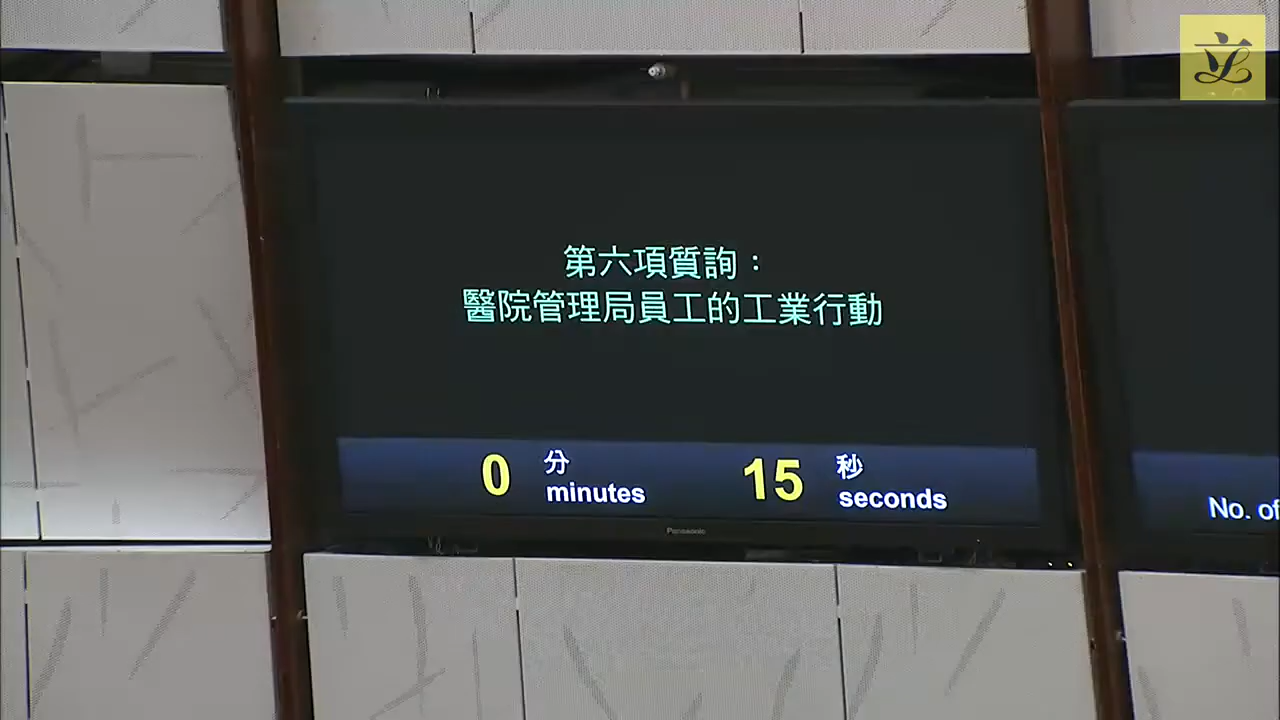 第六項質詢：
醫院管理局員工的工業行動
0 分 minutes 15 秒 seconds
Panasonic
No. of